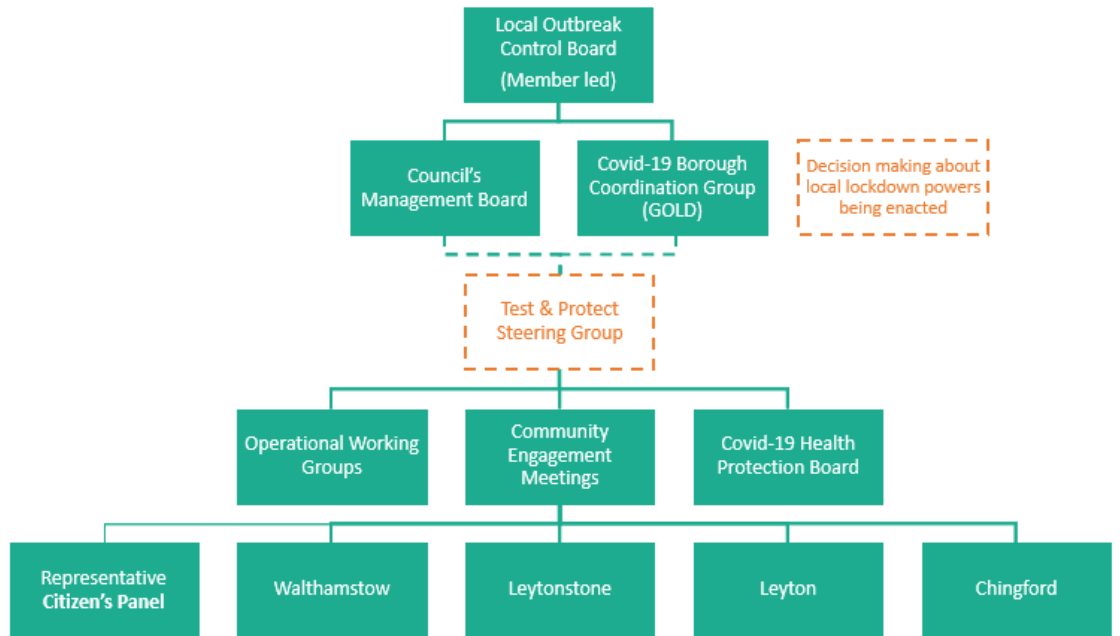 Local Outbreak
Control Board
(Member led)
Council's
Management Board
Covid-19 Borough
Coordination Group
(GOLD)
Decision making about
local lockdown powers
being enacted
Test & Protect
Steering Group
Operational Working
Groups
Community
Engagement
Meetings
Covid-19 Health
Protection Board
Representative
Citizen's Panel
Walthamstow
Leytonstone
Leyton
Chingford